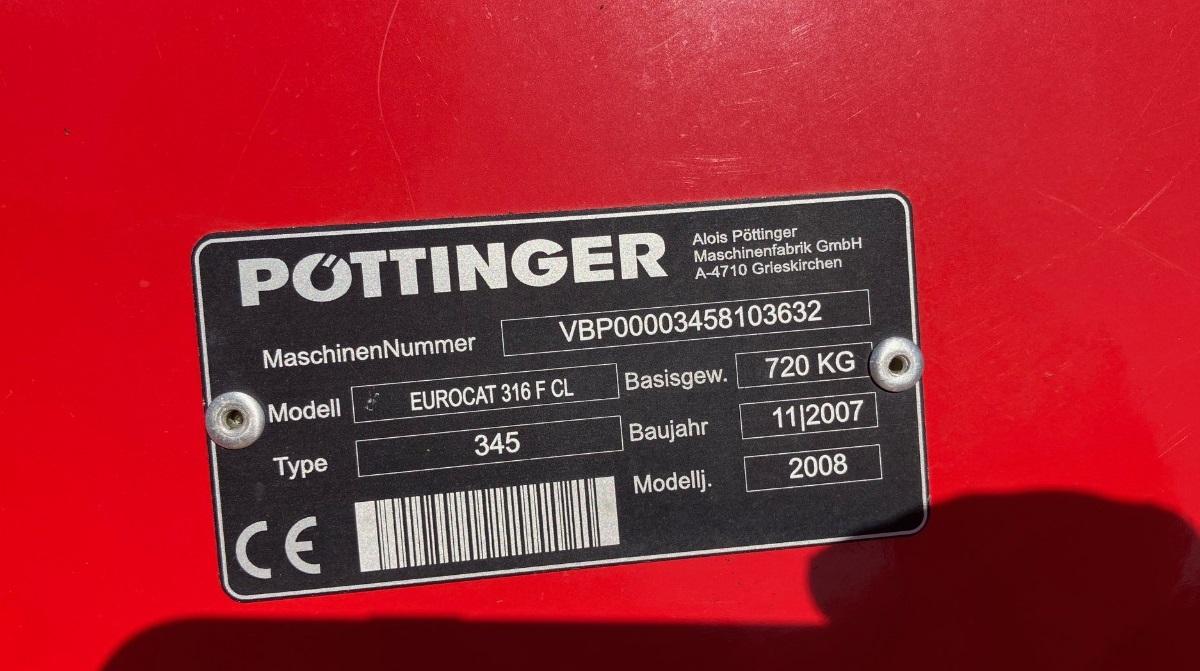 PÖTTINGER
Alois Pöttinger
Maschinenfabrik GmbH
A-4710 Grieskirchen
MaschinenNummer VBP00003458103632
Modell EUROCAT 316 F CL Basisgew. 720 KG
Type 345 Baujahr 11|2007
Modellj. 2008
CE